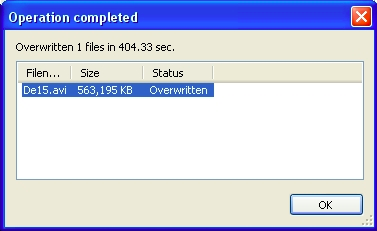 Operation completed
Overwritten 1 files in 404.33 sec.
Filen... Size Status
De15.avi 563,195 KB Overwritten
OK